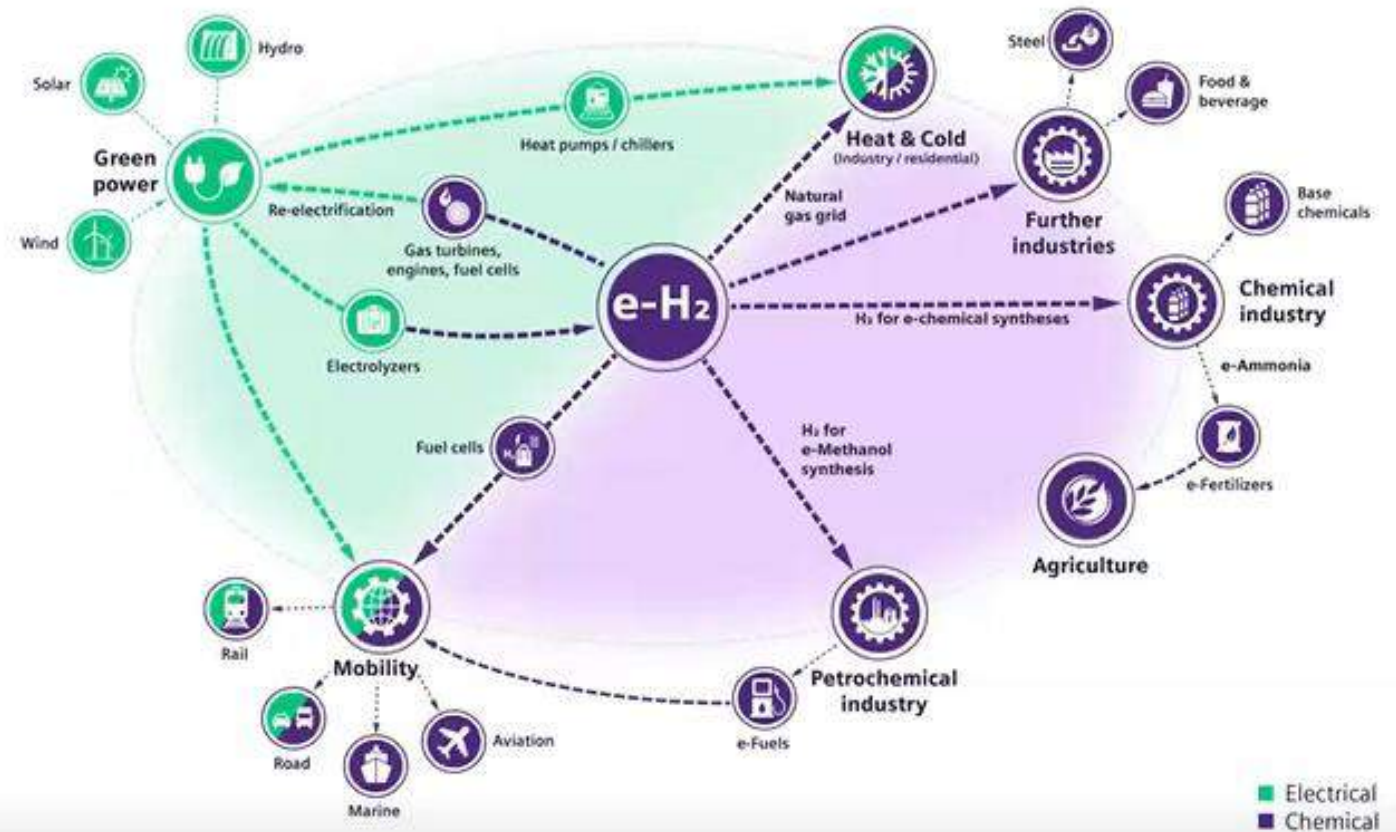 Hydro
Solar
Green
power
Wind
Heat pumps / chillers
Re-electrification
Gas turbines,
engines, fuel cells
Electrolyzers
e-H₂
Heat & Cold
(Industry / residential)
Natural
gas grid
Steel
Food &
beverage
Further
industries
Base
chemicals
Chemical
industry
H₂ for e-chemical syntheses
e-Ammonia
e-Fertilizers
Agriculture
Fuel cells
H₂
H₂ for
e-Methanol
synthesis
Rail
Mobility
Road
Marine
Aviation
Petrochemical
industry
e-Fuels
Electrical
Chemical